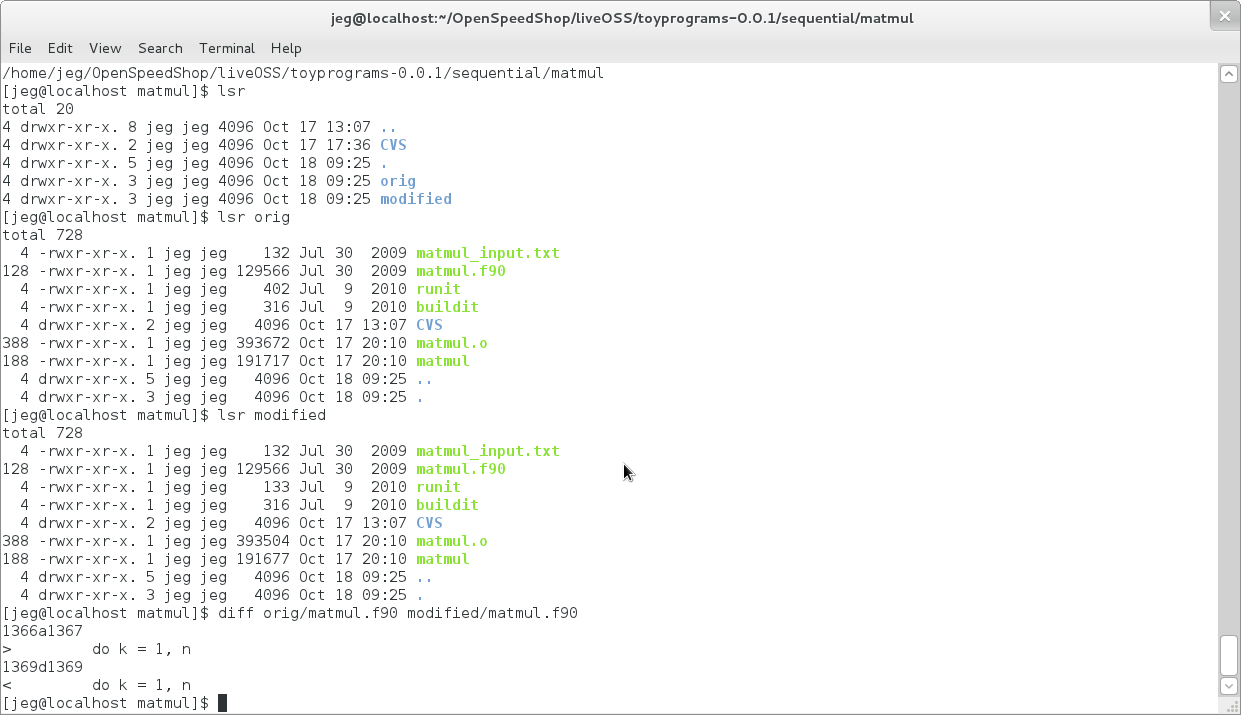 jeg@localhost:~/OpenSpeedShop/liveOSS/toyprograms-0.0.1/sequential/matmul
File Edit View Search Terminal Help
/home/jeg/OpenSpeedShop/liveOSS/toyprograms-0.0.1/sequential/matmul
[jeg@localhost matmul]$ lsr
total 20
4 drwxr-xr-x. 8 jeg jeg 4096 Oct 17 13:07 ..
4 drwxr-xr-x. 2 jeg jeg 4096 Oct 17 17:36 CVS
4 drwxr-xr-x. 5 jeg jeg 4096 Oct 18 09:25 .
4 drwxr-xr-x. 3 jeg jeg 4096 Oct 18 09:25 orig
4 drwxr-xr-x. 3 jeg jeg 4096 Oct 18 09:25 modified
[jeg@localhost matmul]$ lsr orig
total 728
  4 -rwxr-xr-x. 1 jeg jeg    132 Jul 30  2009 matmul_input.txt
128 -rwxr-xr-x. 1 jeg jeg 129566 Jul 30  2009 matmul.f90
  4 -rwxr-xr-x. 1 jeg jeg    402 Jul  9  2010 runit
  4 -rwxr-xr-x. 1 jeg jeg    316 Jul  9  2010 buildit
  4 drwxr-xr-x. 2 jeg jeg   4096 Oct 17 13:07 CVS
388 -rwxr-xr-x. 1 jeg jeg 393672 Oct 17 20:10 matmul.o
188 -rwxr-xr-x. 1 jeg jeg 191717 Oct 17 20:10 matmul
  4 drwxr-xr-x. 5 jeg jeg   4096 Oct 18 09:25 ..
  4 drwxr-xr-x. 3 jeg jeg   4096 Oct 18 09:25 .
[jeg@localhost matmul]$ lsr modified
total 728
  4 -rwxr-xr-x. 1 jeg jeg    132 Jul 30  2009 matmul_input.txt
128 -rwxr-xr-x. 1 jeg jeg 129566 Jul 30  2009 matmul.f90
  4 -rwxr-xr-x. 1 jeg jeg    133 Jul  9  2010 runit
  4 -rwxr-xr-x. 1 jeg jeg    316 Jul  9  2010 buildit
  4 drwxr-xr-x. 2 jeg jeg   4096 Oct 17 13:07 CVS
388 -rwxr-xr-x. 1 jeg jeg 393504 Oct 17 20:10 matmul.o
188 -rwxr-xr-x. 1 jeg jeg 191677 Oct 17 20:10 matmul
  4 drwxr-xr-x. 5 jeg jeg   4096 Oct 18 09:25 ..
  4 drwxr-xr-x. 3 jeg jeg   4096 Oct 18 09:25 .
[jeg@localhost matmul]$ diff orig/matmul.f90 modified/matmul.f90
1366a1367
>         do k = 1, n
1369d1369
<         do k = 1, n
[jeg@localhost matmul]$